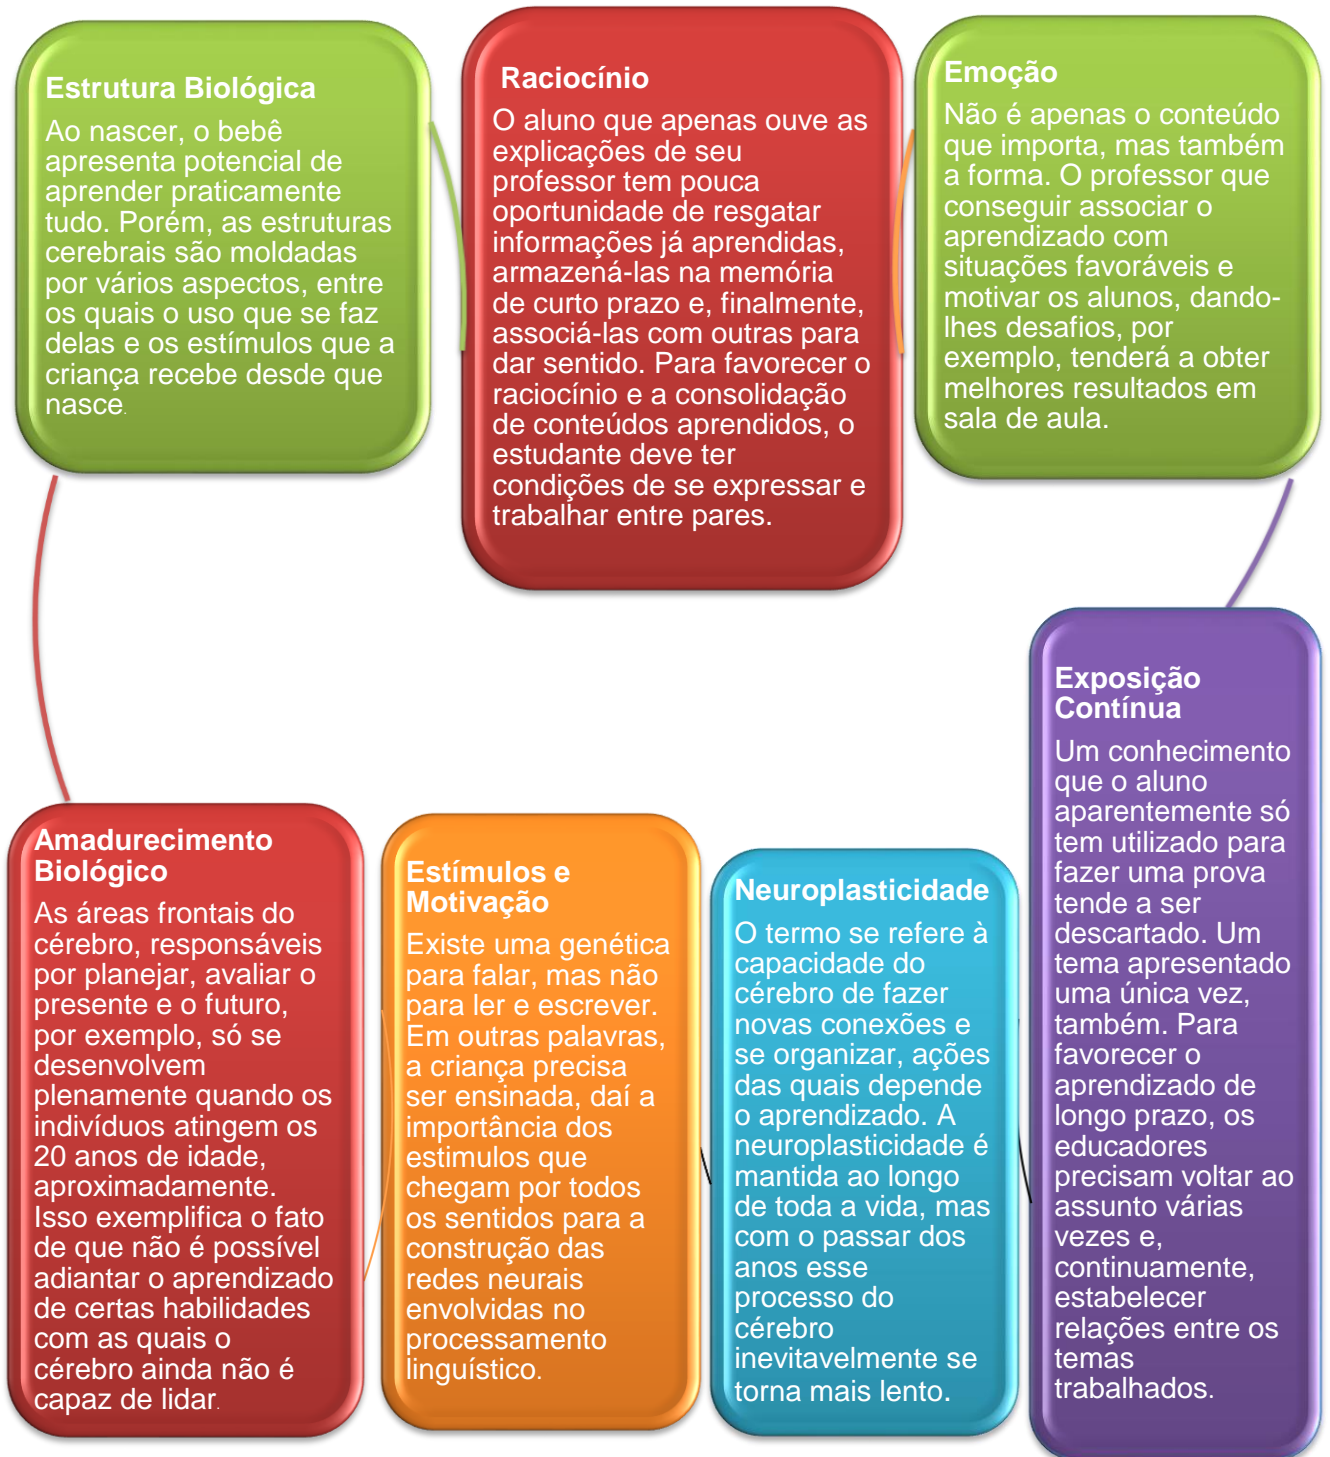 Estrutura Biológica
Ao nascer, o bebê
apresenta potencial de
aprender praticamente
tudo. Porém, as estruturas
cerebrais são moldadas
por vários aspectos, entre
os quais o uso que se faz
delas e os estímulos que a
criança recebe desde que
nasce.
Raciocínio
O aluno que apenas ouve as
explicações de seu
professor tem pouca
oportunidade de resgatar
informações já aprendidas,
armazená-las na memória
de curto prazo e, finalmente,
associá-las com outras para
dar sentido. Para favorecer o
raciocínio e a consolidação
de conteúdos aprendidos, o
estudante deve ter
condições de se expressar e
trabalhar entre pares.
Emoção
Não é apenas o conteúdo
que importa, mas também
a forma. O professor que
conseguir associar o
aprendizado com
situações favoráveis e
motivar os alunos, dando-
lhes desafios, por
exemplo, tenderá a obter
melhores resultados em
sala de aula.
Amadurecimento
Biológico
As áreas frontais do
cérebro, responsáveis
por planejar, avaliar o
presente e o futuro,
por exemplo, só se
desenvolvem
plenamente quando os
indivíduos atingem os
20 anos de idade,
aproximadamente.
Isso exemplifica o fato
de que não é possível
adiantar o aprendizado
de certas habilidades
com as quais o
cérebro ainda não é
capaz de lidar.
Estímulos e
Motivação
Existe uma genética
para falar, mas não
para ler e escrever.
Em outras palavras,
a criança precisa
ser ensinada, daí a
importância dos
estimulos que
chegam por todos
os sentidos para a
construção das
redes neurais
envolvidas no
processamento
linguístico.
Neuroplasticidade
O termo se refere à
capacidade do
cérebro de fazer
novas conexões e
se organizar, ações
das quais depende
o aprendizado. A
neuroplasticidade é
mantida ao longo
de toda a vida, mas
com o passar dos
anos esse
processo do
cérebro
inevitavelmente se
torna mais lento.
Exposição
Contínua
Um conhecimento
que o aluno
aparentemente só
tem utilizado para
fazer uma prova
tende a ser
descartado. Um
tema apresentado
uma única vez,
também. Para
favorecer o
aprendizado de
longo prazo, os
educadores
precisam voltar ao
assunto várias
vezes e,
continuamente,
estabelecer
relações entre os
temas
trabalhados.